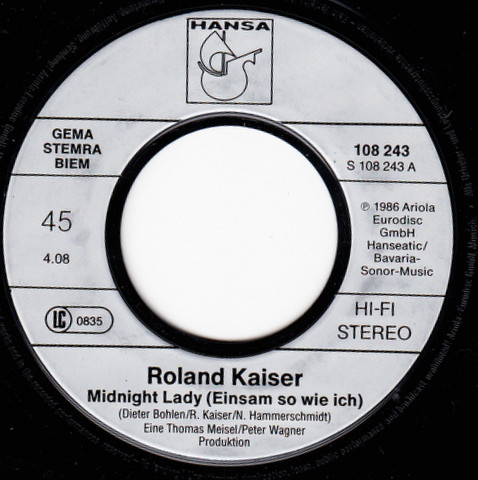 HANSA
GEMA
STEMRA
BIEM
108 243
S 108 243 A
45
4.08
℗ 1986 Ariola
Eurodisc
GmbH
Hanseatic/
Bavaria-
Sonor-Music
LC 0835
HI-FI
STEREO
Roland Kaiser
Midnight Lady (Einsam so wie ich)
(Dieter Bohlen/R. Kaiser/N. Hammerschmidt)
Eine Thomas Meisel/Peter Wagner
Produktion